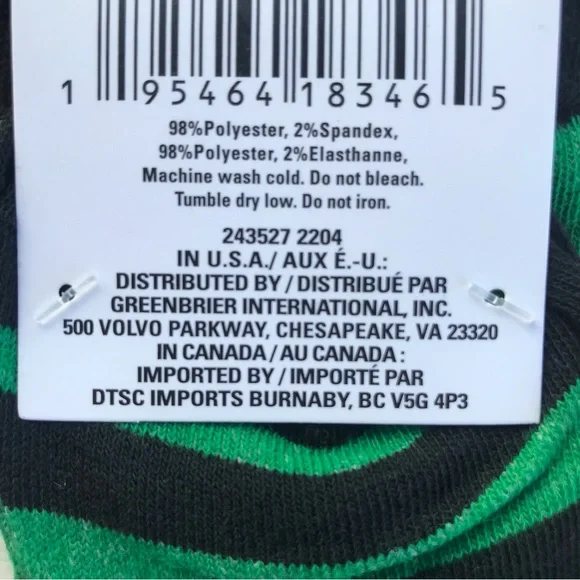 1 95464 18346 5
98%Polyester, 2%Spandex,
98%Polyester, 2%Elasthanne,
Machine wash cold. Do not bleach.
Tumble dry low. Do not iron.
243527 2204
IN U.S.A./ AUX É.-U.:
DISTRIBUTED BY / DISTRIBUÉ PAR
GREENBRIER INTERNATIONAL, INC.
500 VOLVO PARKWAY, CHESAPEAKE, VA 23320
IN CANADA / AU CANADA :
IMPORTED BY / IMPORTÉ PAR
DTSC IMPORTS BURNABY, BC V5G 4P3